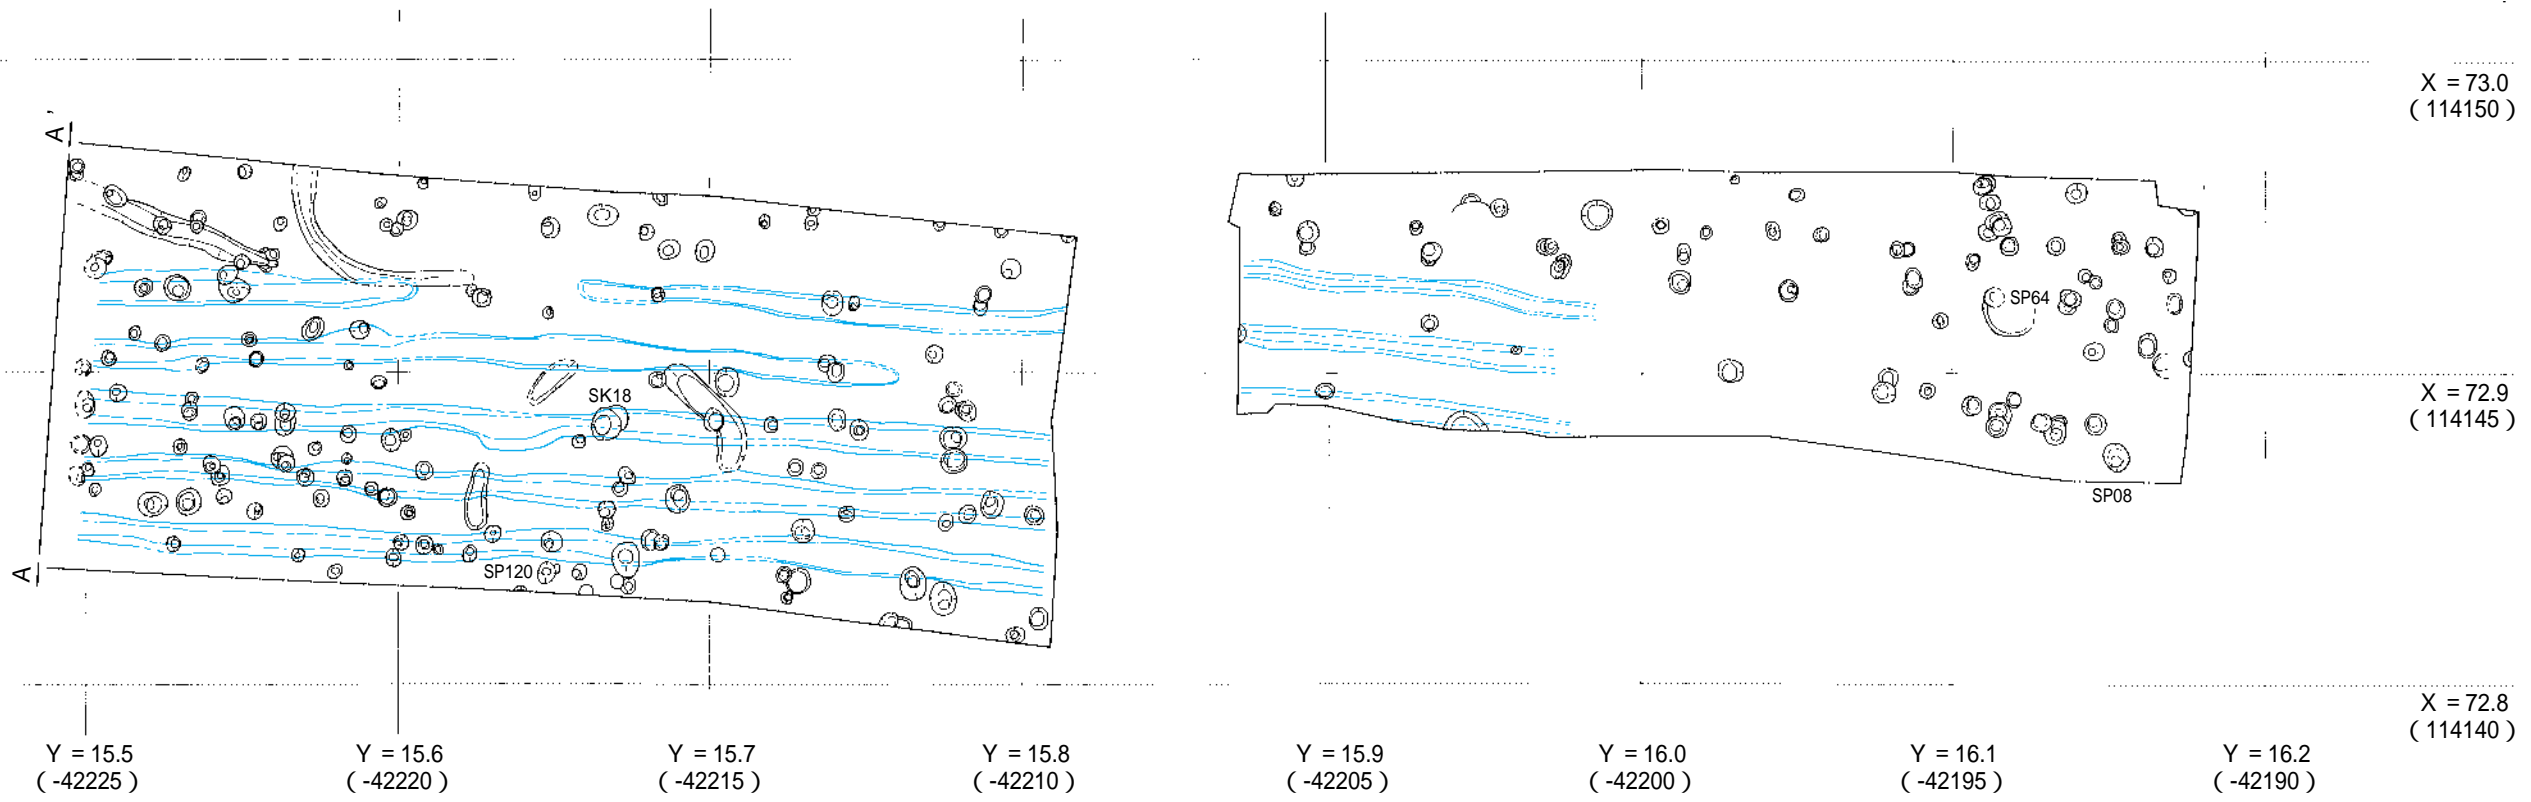 X = 73.0
( 114150 )
A'
SP64
SK18
X = 72.9
( 114145 )
SP08
A
SP120
X = 72.8
( 114140 )
Y = 15.5
( -42225 )
Y = 15.6
( -42220 )
Y = 15.7
( -42215 )
Y = 15.8
( -42210 )
Y = 15.9
( -42205 )
Y = 16.0
( -42200 )
Y = 16.1
( -42195 )
Y = 16.2
( -42190 )